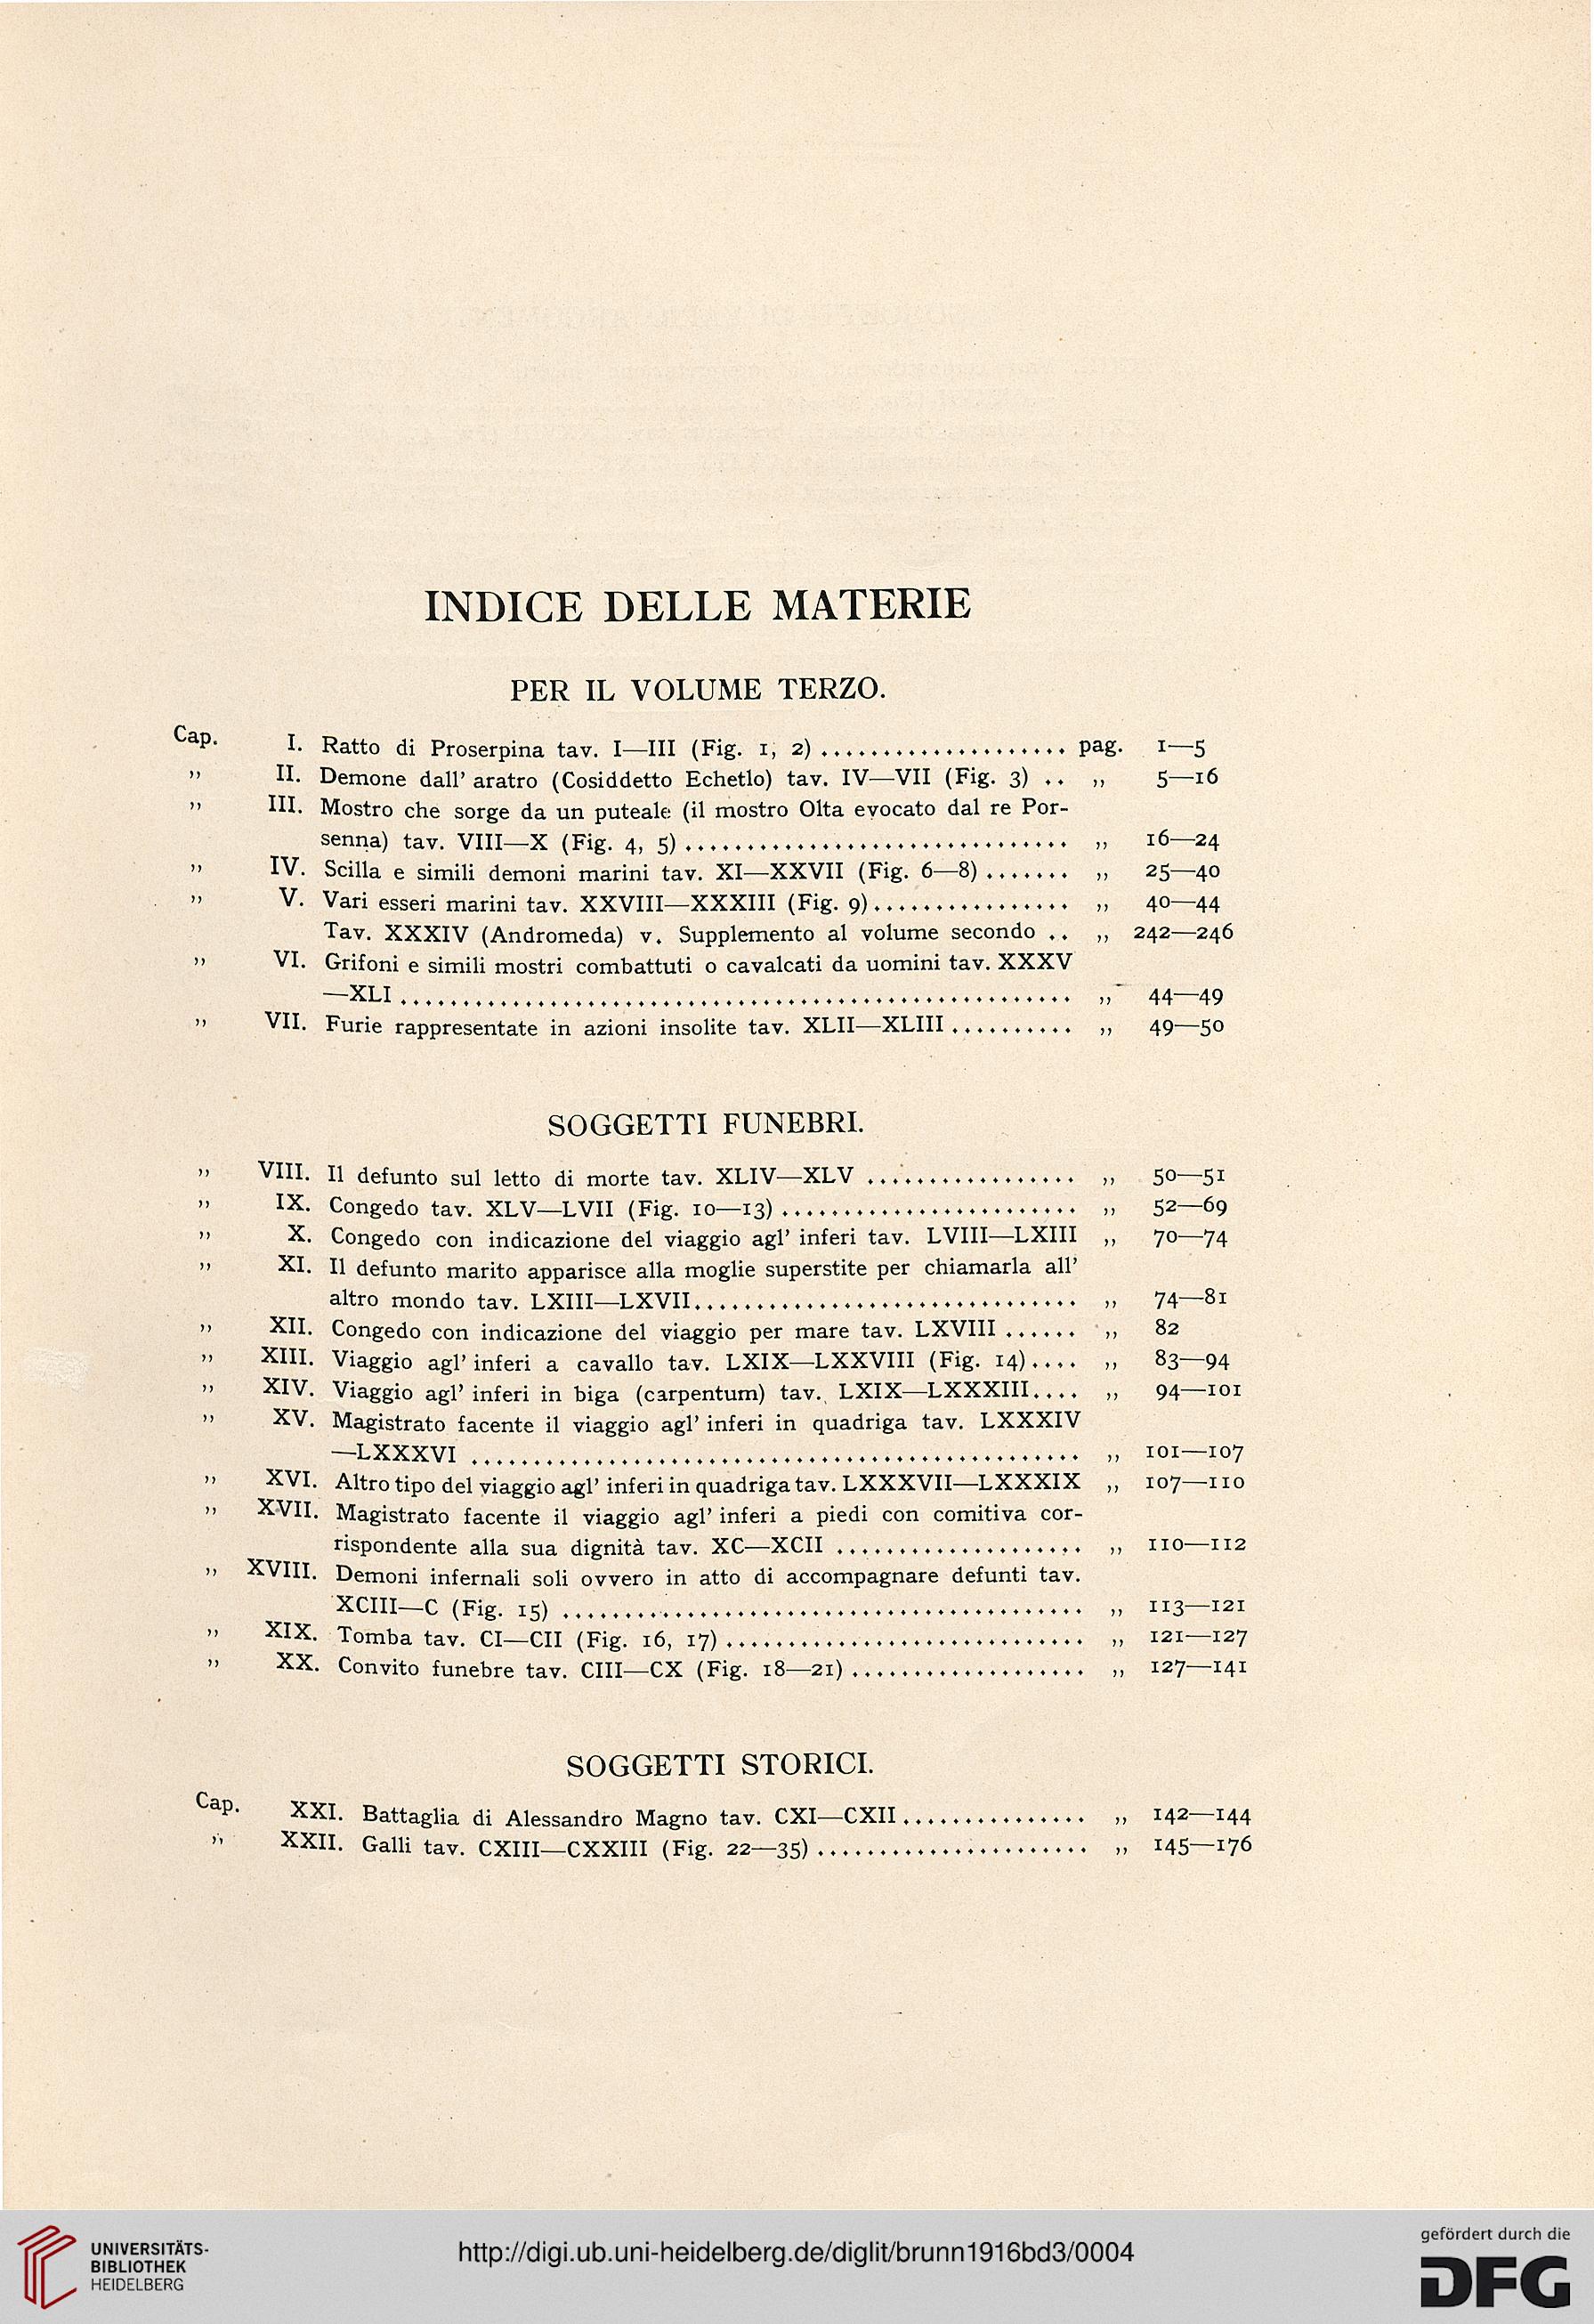 INDICE DELLE MATERIE
PER IL VOLUME TERZO.
Cap. I. Ratto di Proserpina tav. I—III (Fig. 1, 2) .................... pag. 1—5
,, II. Demone dall' aratro (Cosiddetto Echetlo) tav. IV—VII (Fig. 3) .. ,, 5—16
,, III. Mostro che sorge da un puteale (il mostro Olta evocato dal re Por-
senna) tav. VIII—X (Fig. 4, 5) ............................... ,, 16—24
,, IV. Scilla e simili demoni marini tav. XI—XXVII (Fig. 6—8) ....... ,, 25—40
,, V. Vari esseri marini tav. XXVIII—XXXIII (Fig. 9) ................ ,, 40—44
Tav. XXXIV (Andromeda) v. Supplemento al volume secondo .. ,, 242—246
,, VI. Grifoni e simili mostri combattuti o cavalcati da uomini tav. XXXV
—XLI ...................................................... ,, 44—49
,, VII. Furie rappresentate in azioni insolite tav. XLII—XLIII .......... ,, 49—50
SOGGETTI FUNEBRI.
,, VIII. Il defunto sul letto di morte tav. XLIV—XLV ................. ,, 50—51
,, IX. Congedo tav. XLV—LVII (Fig. 10—13) ........................ ,, 52—69
,, X. Congedo con indicazione del viaggio agl' inferi tav. LVIII—LXIII ,, 70—74
,, XI. Il defunto marito apparisce alla moglie superstite per chiamarla all'
altro mondo tav. LXIII—LXVII............................... ,, 74—81
,, XII. Congedo con indicazione del viaggio per mare tav. LXVIII ...... ,, 82
,, XIII. Viaggio agl' inferi a cavallo tav. LXIX—LXXVIII (Fig. 14).... ,, 83—94
,, XIV. Viaggio agl' inferi in biga (carpentum) tav. LXIX—LXXXIII.... ,, 94—101
,, XV. Magistrato facente il viaggio agl' inferi in quadriga tav. LXXXIV
—LXXXVI ................................................. ,, 101—107
,, XVI. Altro tipo del viaggio agl' inferi in quadriga tav. LXXXVII—LXXXIX ,, 107—110
,, XVII. Magistrato facente il viaggio agl' inferi a piedi con comitiva cor-
rispondente alla sua dignità tav. XC—XCII .................... ,, 110—112
,, XVIII. Demoni infernali soli ovvero in atto di accompagnare defunti tav.
XCIII—C (Fig. 15) .......................................... ,, 113—121
,, XIX. Tomba tav. CI—CII (Fig. 16, 17) ............................. ,, 121—127
,, XX. Convito funebre tav. CIII—CX (Fig. 18—21) ................... ,, 127—141
SOGGETTI STORICI.
Cap. XXI. Battaglia di Alessandro Magno tav. CXI—CXII ............... ,, 142—144
,, XXII. Galli tav. CXIII—CXXIII (Fig. 22—35) ...................... ,, 145—176
UNIVERSITÄTS-
BIBLIOTHEK
HEIDELBERG
http://digi.ub.uni-heidelberg.de/diglit/brunn1916bd3/0004
gefördert durch die
DFG